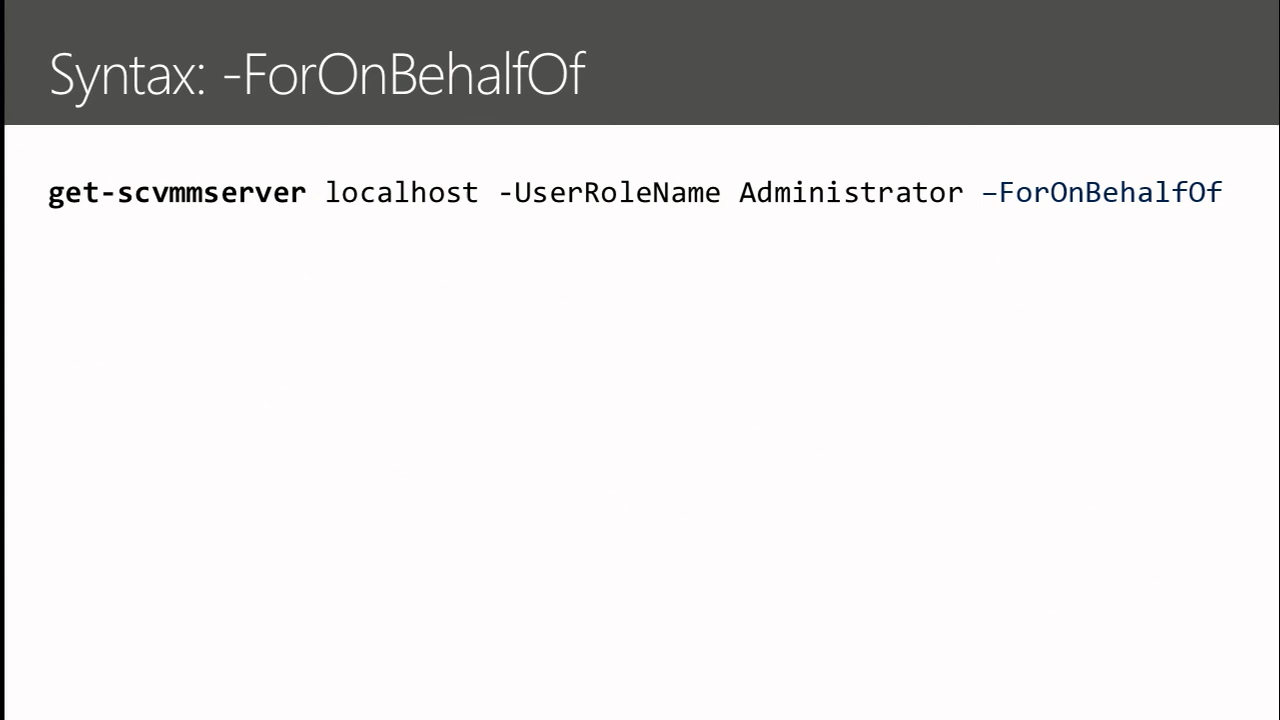 Syntax: -ForOnBehalfOf
get-scvmmserver localhost -UserRoleName Administrator –ForOnBehalfOf